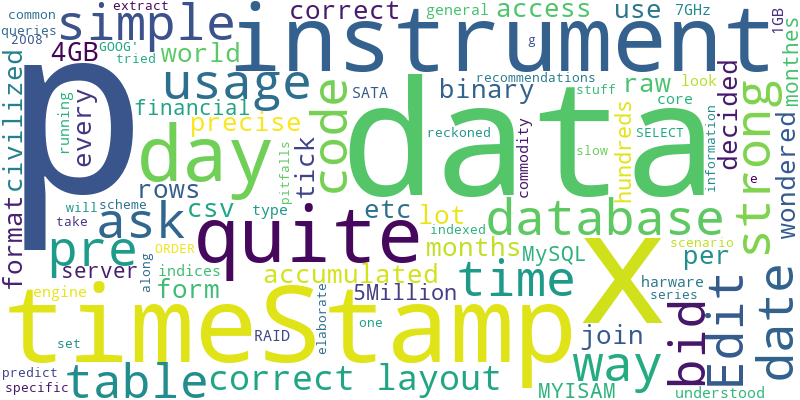 common
extract
simple
instrument
correct
general
access
use
7GHz
1GB
monthes
queries
2008
GOOG'
tried
4GB
world
g
format
civilized
running
every
p
usage
financial
precise
SATA
binary
recommendations
stuff
raw
look
core
decided
wondered
day
code
data
reckoned
commodity
slow
hundreds
SELECT
information
strong
e
tick
pitfalls
rows
will
scheme
take
ask
csv
type
etc
lot
indexed
database
pre
ORDER
quite
months
MySQL
X
scenario
per
server
along
indices
accumulated
time
harware
series
engine
form
5Million
timeStamp
set
RAID
elaborate
one
join
bid
Edit
date
predict
specific
table
correct layout
way
MYISAM
understood